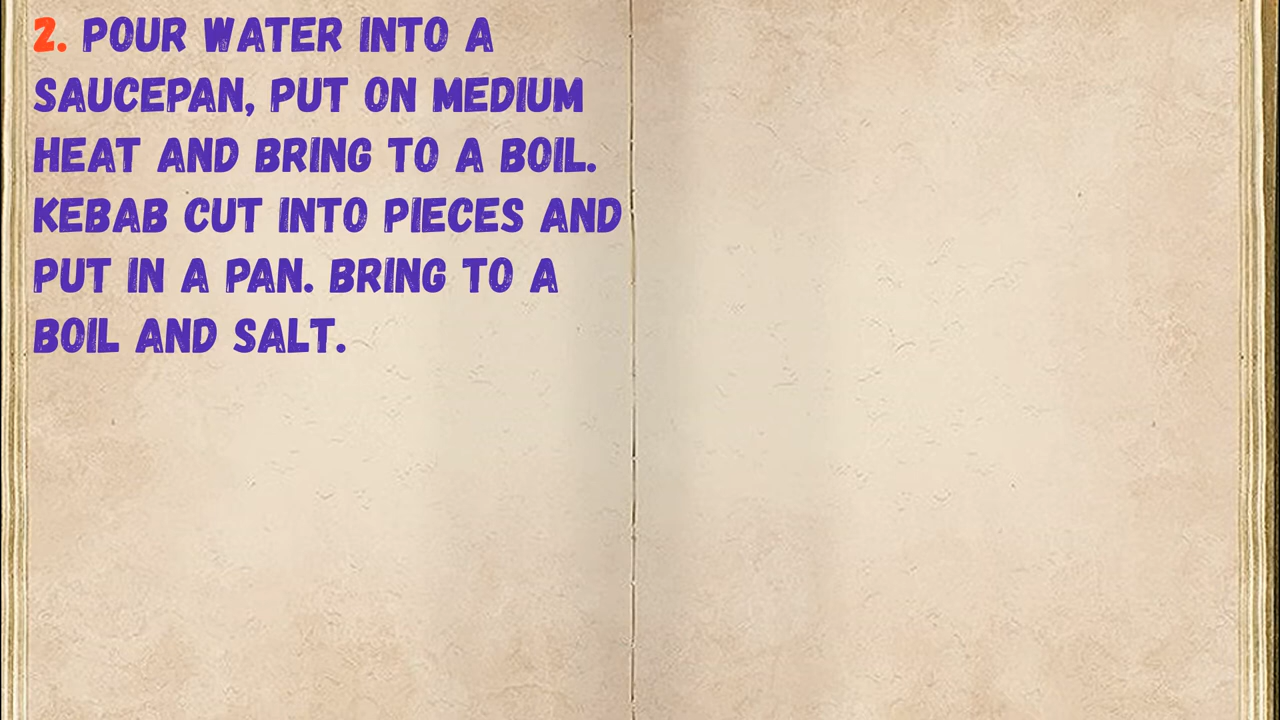 2. POUR WATER INTO A
SAUCEPAN, PUT ON MEDIUM
HEAT AND BRING TO A BOIL.
KEBAB CUT INTO PIECES AND
PUT IN A PAN. BRING TO A
BOIL AND SALT.